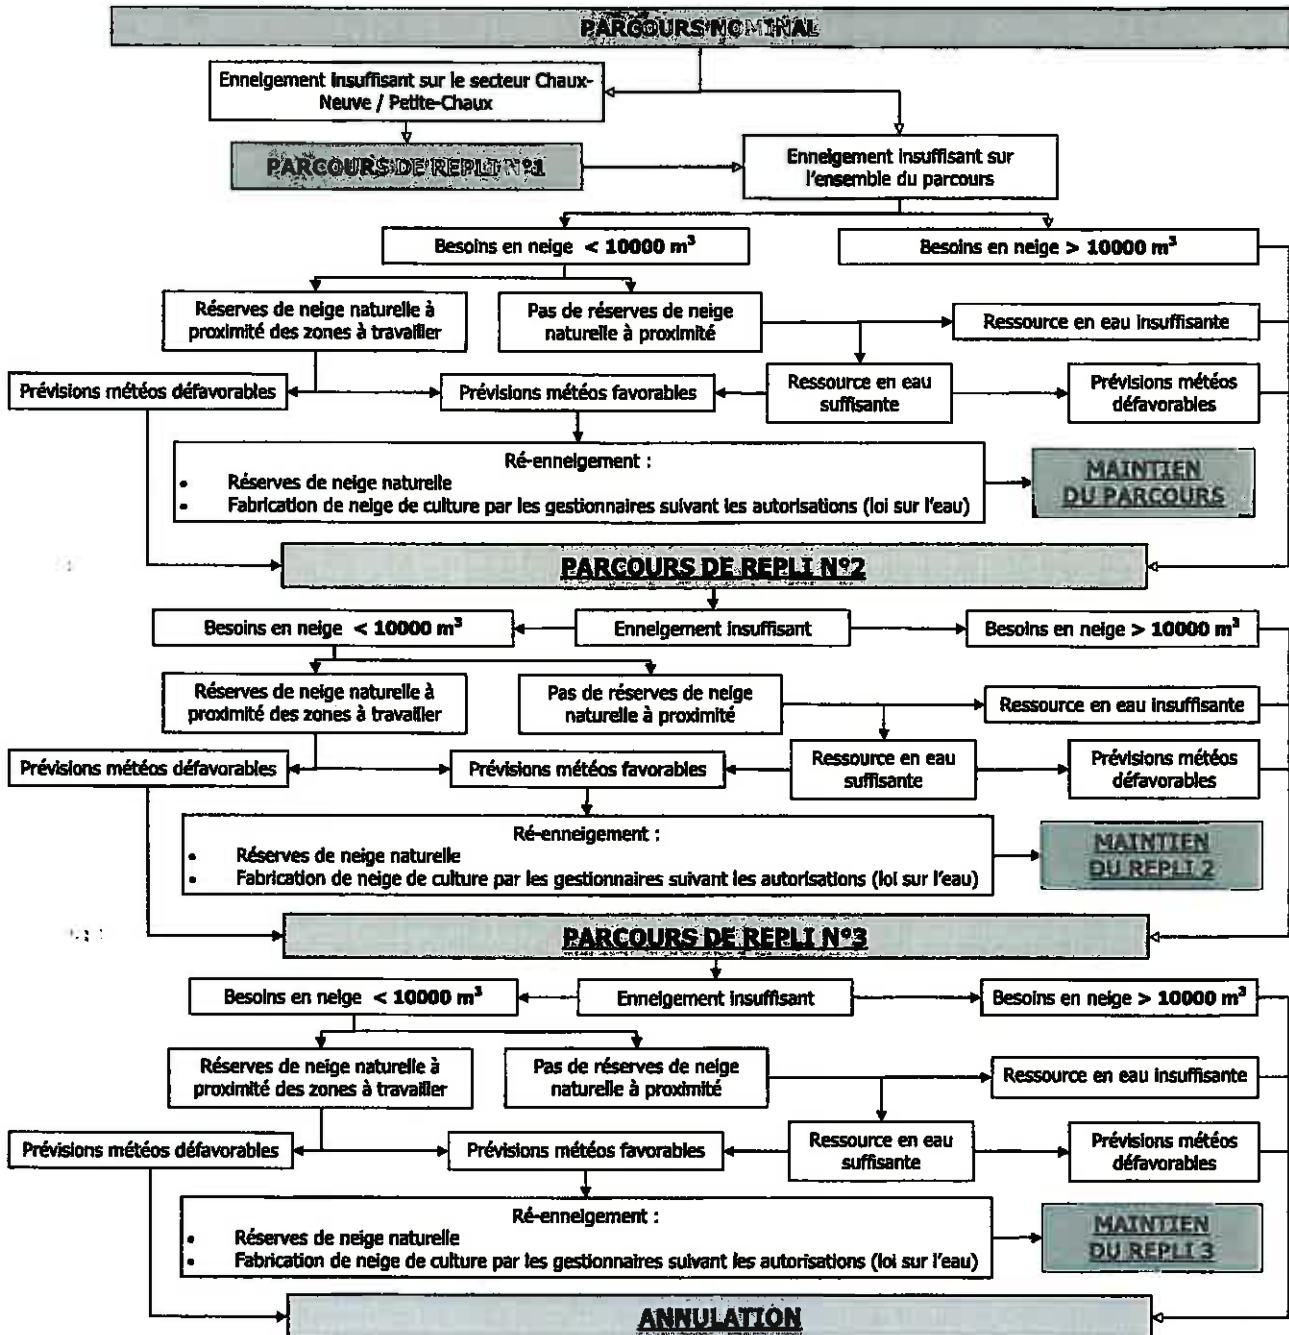 PARCOURS NOMINAL
Enneigement insuffisant sur le secteur Chaux-
Neuve / Petite-Chaux
PARCOURS DE REPLI N°1
Enneigement insuffisant sur
l'ensemble du parcours
Besoins en neige < 10000 m³
Besoins en neige > 10000 m³
Réserves de neige naturelle à
proximité des zones à travailler
Pas de réserves de neige
naturelle à proximité
Ressource en eau insuffisante
Prévisions météos défavorables
Prévisions météos favorables
Ressource en eau
suffisante
Prévisions météos
défavorables
Ré-enneigement :
• Réserves de neige naturelle
• Fabrication de neige de culture par les gestionnaires suivant les autorisations (loi sur l'eau)
MAINTIEN
DU PARCOURS
PARCOURS DE REPLI N°2
Besoins en neige < 10000 m³
Enneigement insuffisant
Besoins en neige > 10000 m³
Réserves de neige naturelle à
proximité des zones à travailler
Pas de réserves de neige
naturelle à proximité
Ressource en eau insuffisante
Prévisions météos défavorables
Prévisions météos favorables
Ressource en eau
suffisante
Prévisions météos
défavorables
Ré-enneigement :
• Réserves de neige naturelle
• Fabrication de neige de culture par les gestionnaires suivant les autorisations (loi sur l'eau)
MAINTIEN
DU REPLI 2
PARCOURS DE REPLI N°3
Besoins en neige < 10000 m³
Enneigement insuffisant
Besoins en neige > 10000 m³
Réserves de neige naturelle à
proximité des zones à travailler
Pas de réserves de neige
naturelle à proximité
Ressource en eau insuffisante
Prévisions météos défavorables
Prévisions météos favorables
Ressource en eau
suffisante
Prévisions météos
défavorables
Ré-enneigement :
• Réserves de neige naturelle
• Fabrication de neige de culture par les gestionnaires suivant les autorisations (loi sur l'eau)
MAINTIEN
DU REPLI 3
ANNULATION